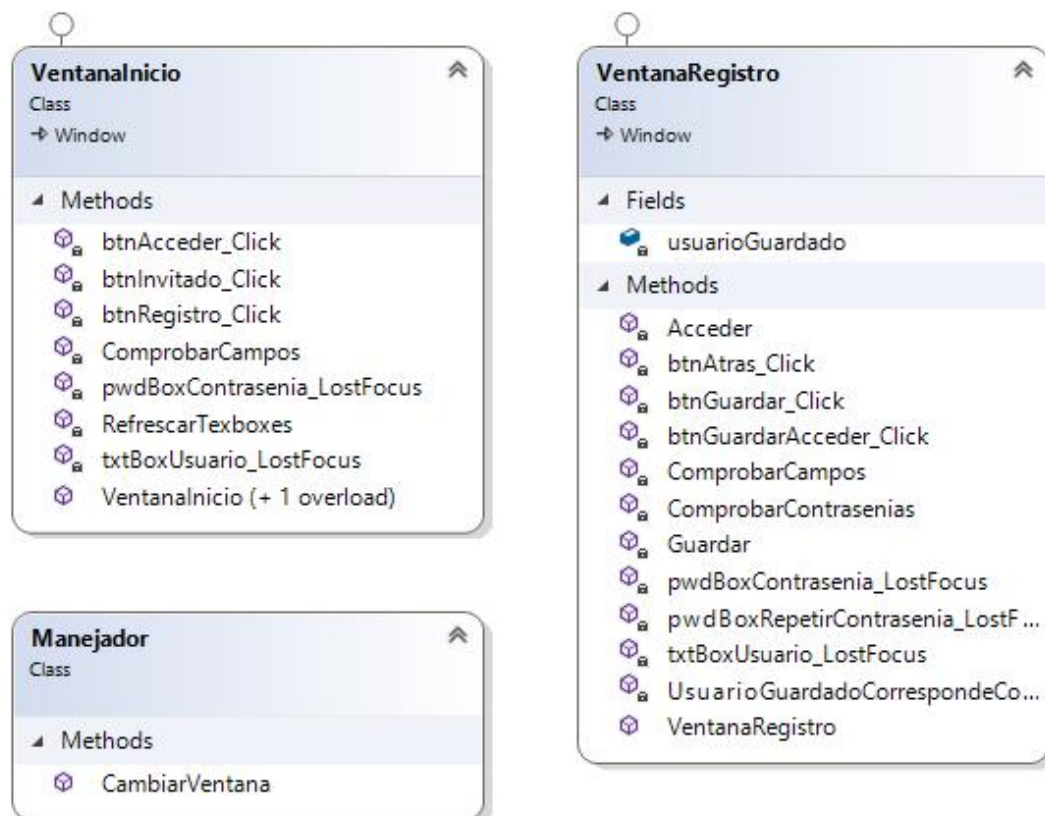 VentanaInicio
Class
Window
Methods
btnAcceder_Click
btnInvitado_Click
btnRegistro_Click
ComprobarCampos
pwdBoxContrasenia_LostFocus
RefrescarTexboxes
txtBoxUsuario_LostFocus
VentanaInicio (+ 1 overload)
Manejador
Class
Methods
CambiarVentana
VentanaRegistro
Class
Window
Fields
usuarioGuardado
Methods
Acceder
btnAtras_Click
btnGuardar_Click
btnGuardarAcceder_Click
ComprobarCampos
ComprobarContrasenias
Guardar
pwdBoxContrasenia_LostFocus
pwdBoxRepetirContrasenia_LostF...
txtBoxUsuario_LostFocus
UsuarioGuardadoCorrespondeCo...
VentanaRegistro